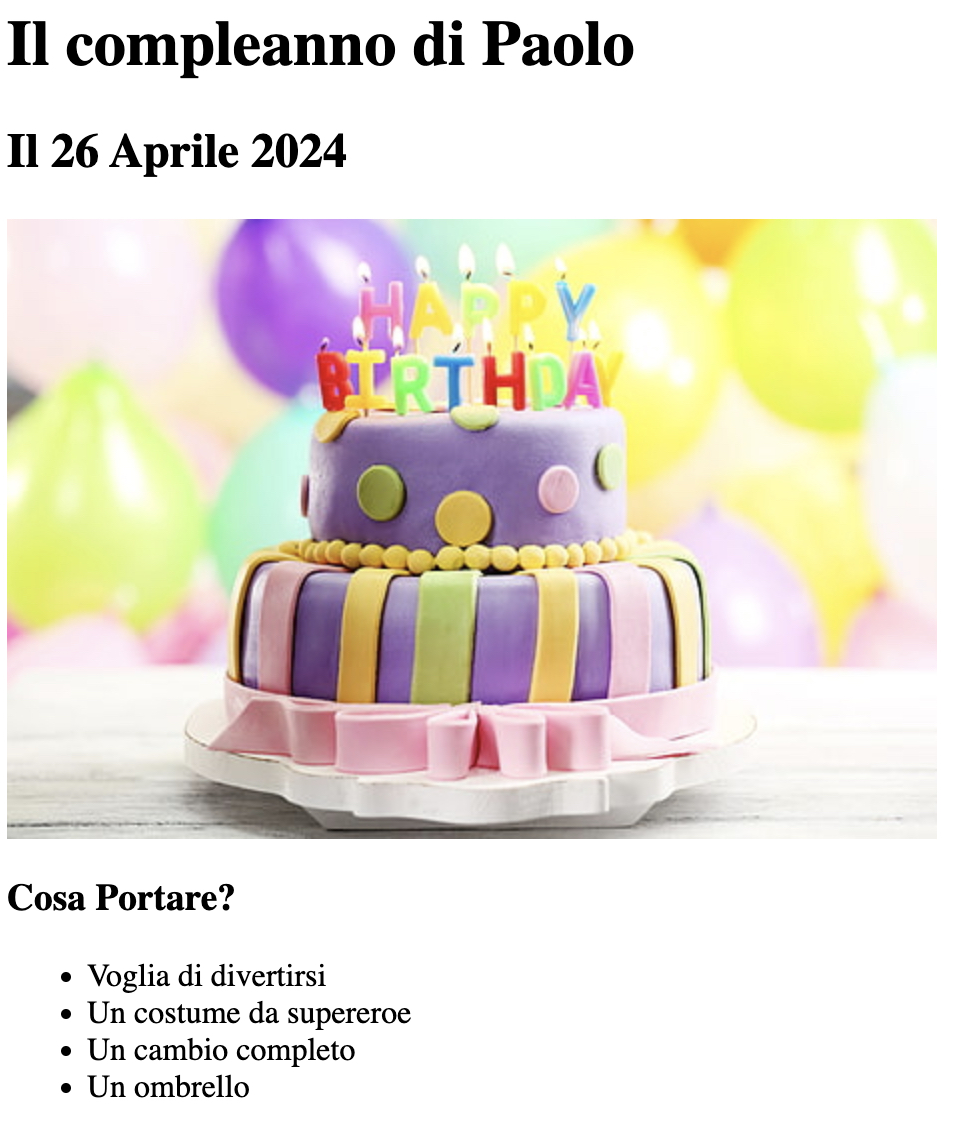 Il compleanno di Paolo
Il 26 Aprile 2024
HAPPY
BIRTHDAY
Cosa Portare?
Voglia di divertirsi
Un costume da supereroe
Un cambio completo
Un ombrello